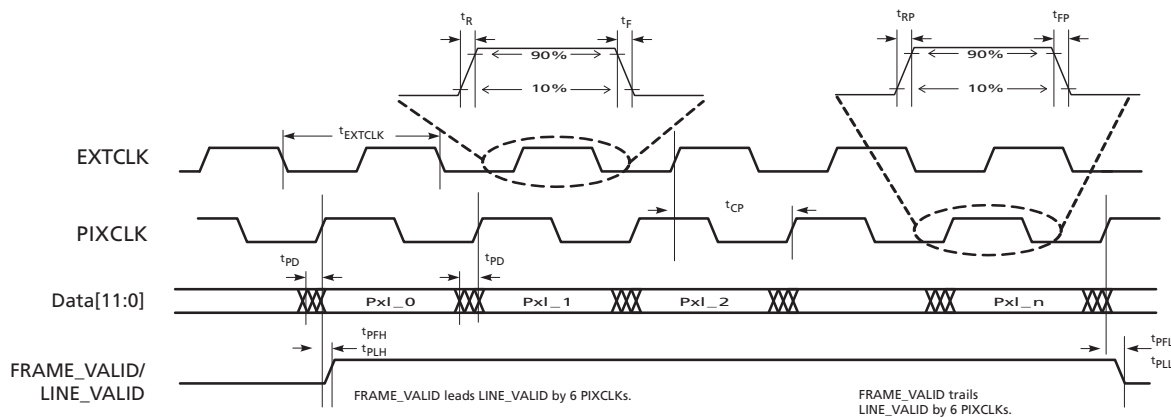 tR
tF
tRP
tFP
90%
90%
10%
10%
tEXTCLK
EXTCLK
tCP
PIXCLK
tPD
tPD
Data[11:0]
Pxl_0
Pxl_1
Pxl_2
Pxl_n
tPFH
tPLH
tPFL
tPLL
FRAME_VALID/
LINE_VALID
FRAME_VALID leads LINE_VALID by 6 PIXCLKs.
FRAME_VALID trails
LINE_VALID by 6 PIXCLKs.